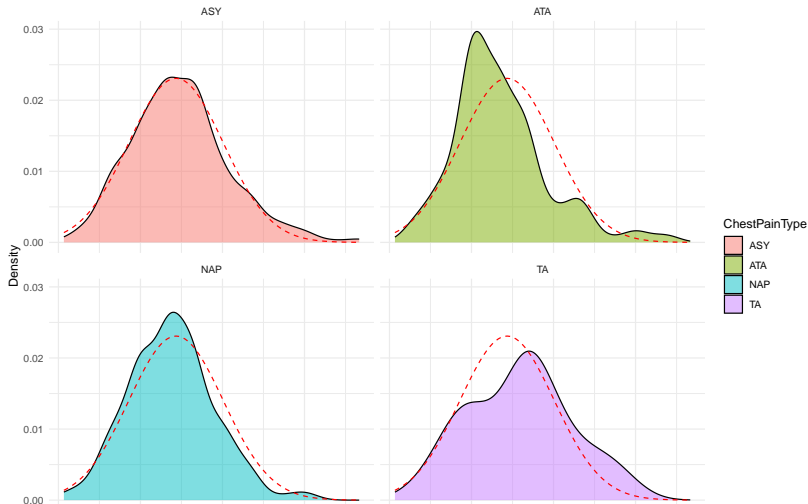 ASY
ATA
0.03
0.02
0.01
0.00
NAP
TA
0.03
0.02
0.01
0.00
Density
ChestPainType
ASY
ATA
NAP
TA